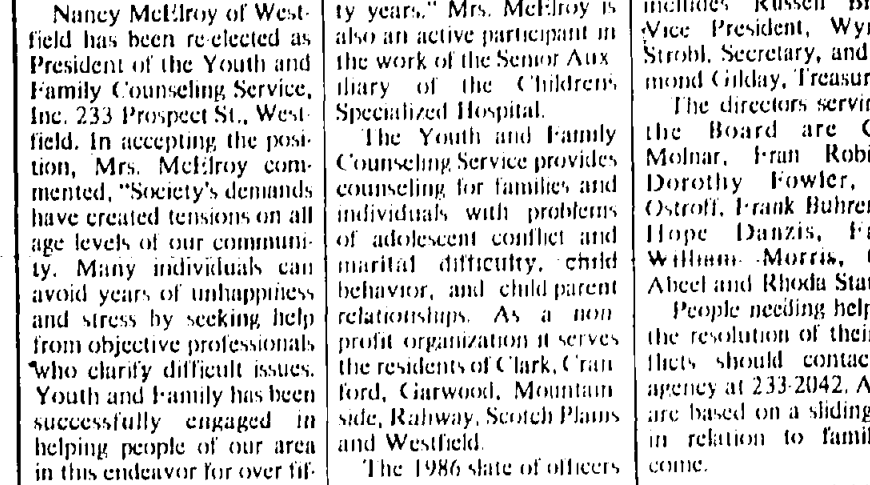 Nancy McElroy of West-
field has been re-elected as
President of the Youth and
Family Counseling Service,
Inc. 233 Prospect St., West-
field. In accepting the posi-
tion, Mrs. McElroy com-
mented, "Society's demands
have created tensions on all
age levels of our communi-
ty. Many individuals can
avoid years of unhappiness
and stress by seeking help
from objective professionals
who clarify difficult issues.
Youth and Family has been
successfully engaged in
helping people of our area
in this endeavor for over fif-
ty years." Mrs. McElroy is
also an active participant in
the work of the Senior Aux
iliary of the Childrens
Specialized Hospital.
The Youth and Family
Counseling Service provides
counseling for families and
individuals with problems
of adolescent conflict and
marital difficulty, child
behavior, and child parent
relationships. As a non
profit organization it serves
the residents of Clark, Cran
ford, Garwood, Mountain
side, Rahway, Scotch Plains
and Westfield.
The 1986 slate of officers
includes Russell
Vice President,
Strobl, Secretary, and
mond Gilday,
The directors
the Board are
Molnar, Fran
Dorothy Fowler,
Ostroff, Frank
Hope Danzis,
William Morris,
Abeel and Rhoda
People needing help
the resolution of their
flicts should
agency at 233-2042.
are based on a sliding
in relation to
come.